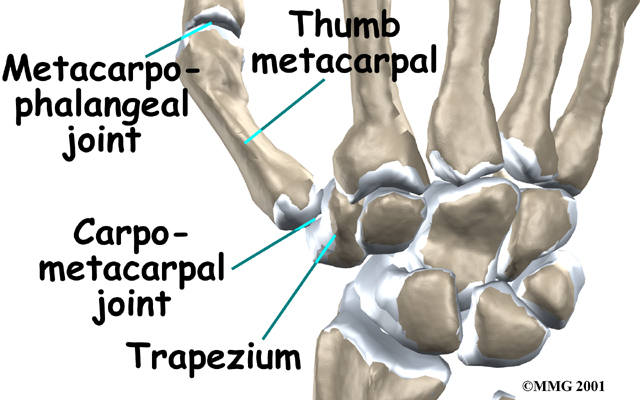 Thumb
metacarpal
Metacarpo-
phalangeal
joint
Carpo-
metacarpal
joint
Trapezium
©MMG 2001